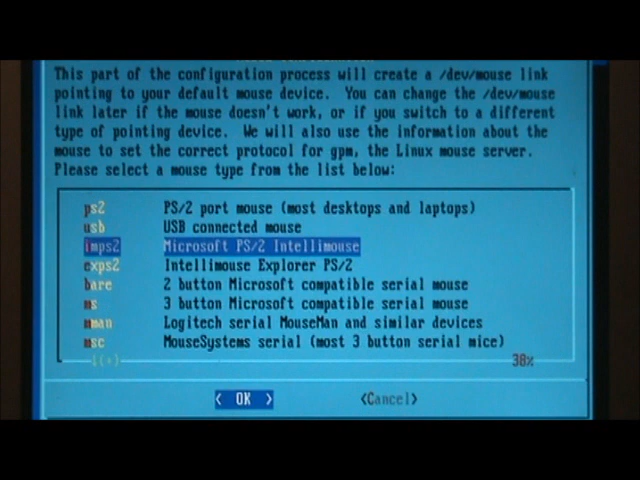 This part of the configuration process will create a /dev/mouse link
pointing to your default mouse device.  You can change the /dev/mouse
link later if the mouse doesn't work, or if you switch to a different
type of pointing device.  We will also use the information about the
mouse to set the correct protocol for gpm, the Linux mouse server.
Please select a mouse type from the list below:
ps2 PS/2 port mouse (most desktops and laptops)
usb USB connected mouse
imps2 Microsoft PS/2 Intellimouse
exps2 Intellimouse Explorer PS/2
bare 2 button Microsoft compatible serial mouse
ms 3 button Microsoft compatible serial mouse
mman Logitech serial MouseMan and similar devices
msc MouseSystems serial (most 3 button serial mice)
38%
< OK > <Cancel>